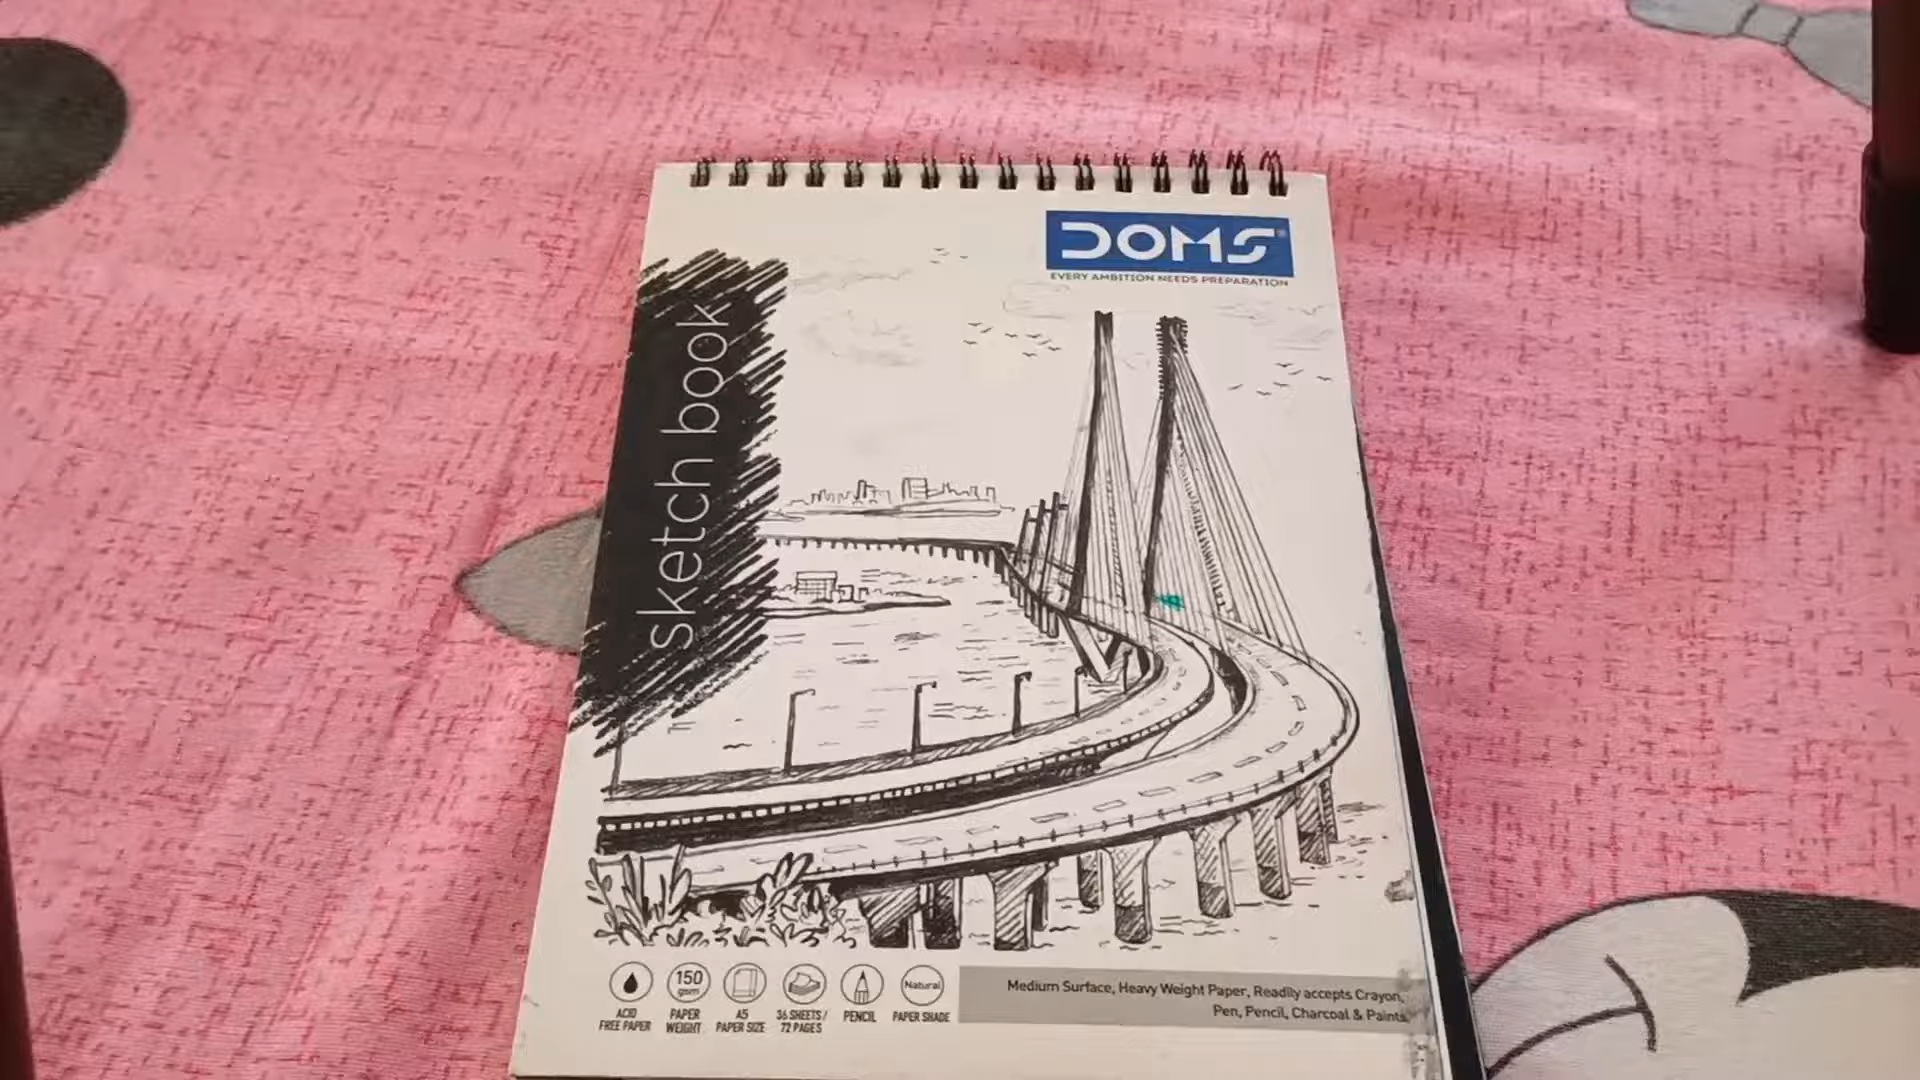 DOMS®
EVERY AMBITION NEEDS PREPARATION
sketch book
150
gsm
Natural
ACID
FREE PAPER
PAPER
WEIGHT
A5
PAPER SIZE
36 SHEETS /
72 PAGES
PENCIL
PAPER SHADE
Medium Surface, Heavy Weight Paper, Readily accepts Crayon,
Pen, Pencil, Charcoal & Paints.